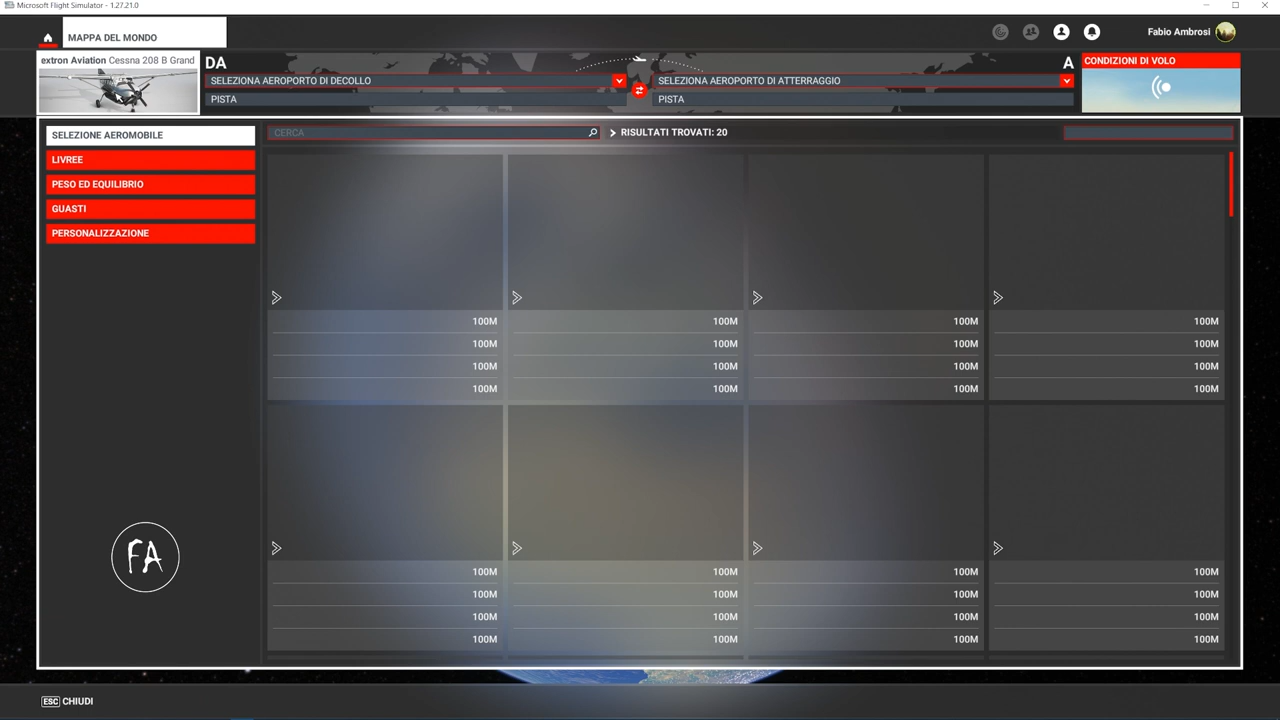 Microsoft Flight Simulator - 1.27.21.0
MAPPA DEL MONDO
Fabio Ambrosi
extron Aviation Cessna 208 B Grand
DA
SELEZIONA AEROPORTO DI DECOLLO
PISTA
A
SELEZIONA AEROPORTO DI ATTERRAGGIO
PISTA
CONDIZIONI DI VOLO
SELEZIONE AEROMOBILE
LIVREE
PESO ED EQUILIBRIO
GUASTI
PERSONALIZZAZIONE
CERCA
RISULTATI TROVATI: 20
100M 100M 100M 100M
100M 100M 100M 100M
100M 100M 100M 100M
100M 100M 100M 100M
100M 100M 100M 100M
100M 100M 100M 100M
100M 100M 100M 100M
100M 100M 100M 100M
FA
ESC CHIUDI